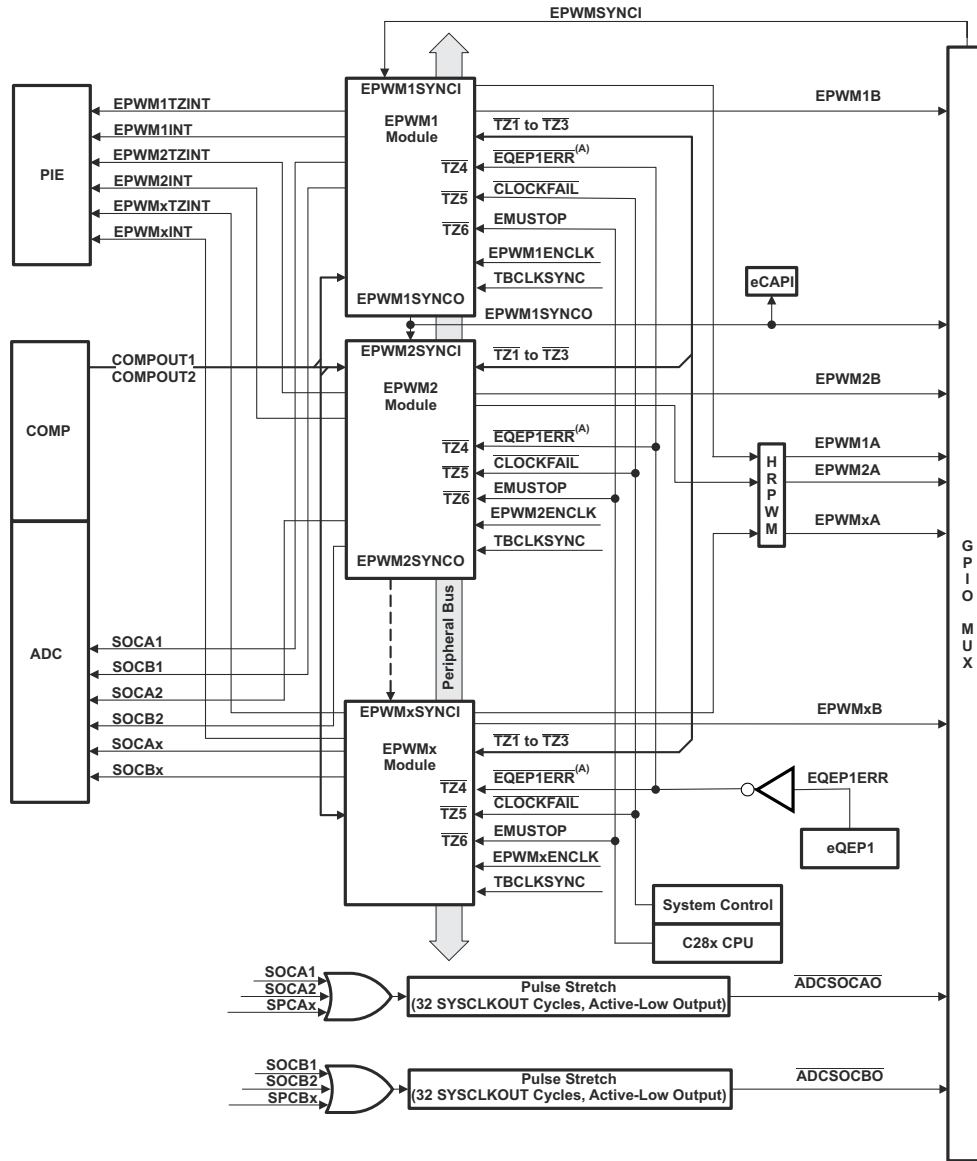 EPWMSYNCI
EPWM1SYNCI
EPWM1
Module
TZ4
TZ5
TZ6
EPWM1SYNCO
PIE
EPWM1TZINT
EPWM1INT
EPWM2TZINT
EPWM2INT
EPWMxTZINT
EPWMxINT
EPWM1B
TZ1 to TZ3
EQEP1ERR(A)
CLOCKFAIL
EMUSTOP
EPWM1ENCLK
TBCLKSYNC
eCAPI
EPWM1SYNCO
COMP
COMPOUT1
COMPOUT2
EPWM2SYNCI
EPWM2
Module
TZ4
TZ5
TZ6
EPWM2SYNCO
TZ1 to TZ3
EPWM2B
EQEP1ERR(A)
CLOCKFAIL
EMUSTOP
EPWM2ENCLK
TBCLKSYNC
HRPWM
EPWM1A
EPWM2A
EPWMxA
GPIO MUX
Peripheral Bus
ADC
SOCA1
SOCB1
SOCA2
SOCB2
SOCAx
SOCBx
EPWMxSYNCI
EPWMx
Module
TZ4
TZ5
TZ6
EPWMxB
TZ1 to TZ3
EQEP1ERR(A)
CLOCKFAIL
EMUSTOP
EPWMxENCLK
TBCLKSYNC
EQEP1ERR
eQEP1
System Control
C28x CPU
SOCA1
SOCA2
SPCAx
Pulse Stretch
(32 SYSCLKOUT Cycles, Active-Low Output)
ADCSOCAO
SOCB1
SOCB2
SPCBx
Pulse Stretch
(32 SYSCLKOUT Cycles, Active-Low Output)
ADCSOCBO